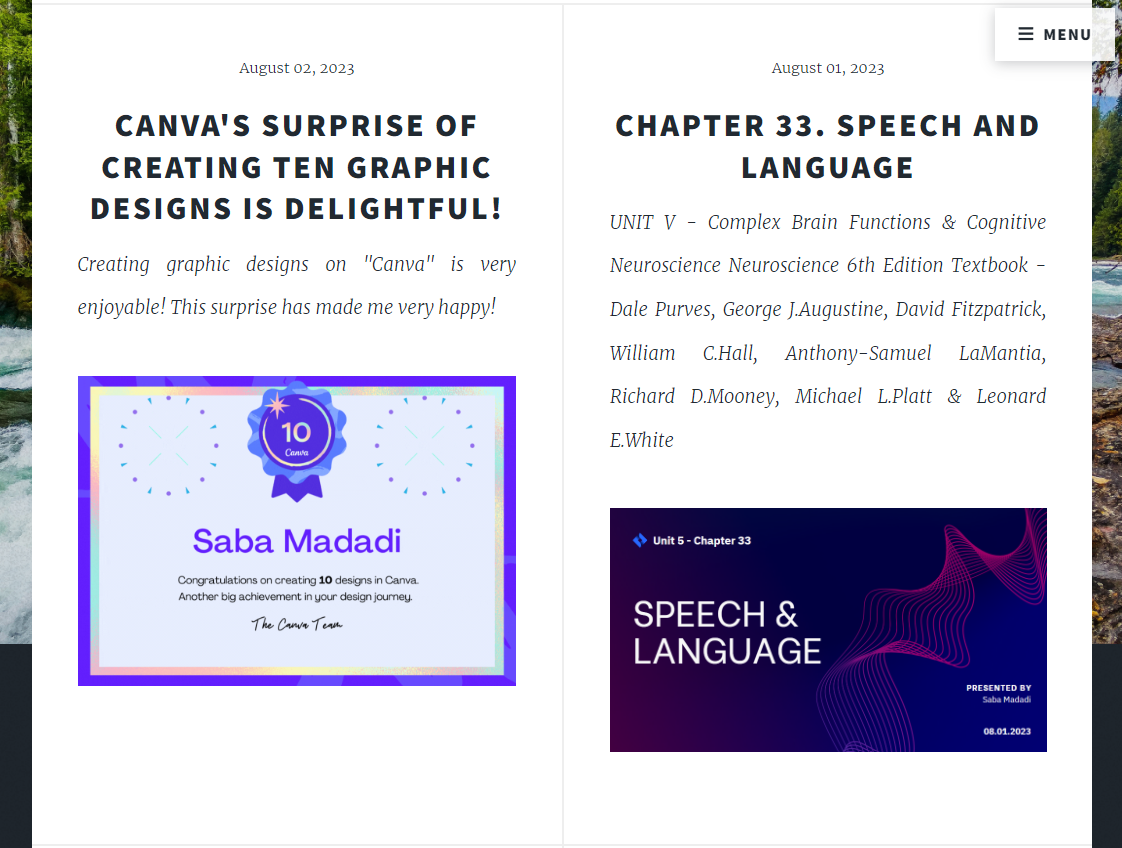 MENU
August 02, 2023
CANVA'S SURPRISE OF
CREATING TEN GRAPHIC
DESIGNS IS DELIGHTFUL!
Creating graphic designs on "Canva" is very
enjoyable! This surprise has made me very happy!
10
Canva
Saba Madadi
Congratulations on creating 10 designs in Canva.
Another big achievement in your design journey.
The Canva Team
August 01, 2023
CHAPTER 33. SPEECH AND
LANGUAGE
UNIT V - Complex Brain Functions & Cognitive
Neuroscience Neuroscience 6th Edition Textbook -
Dale Purves, George J.Augustine, David Fitzpatrick,
William C.Hall, Anthony-Samuel LaMantia,
Richard D.Mooney, Michael L.Platt & Leonard
E.White
Unit 5 - Chapter 33
SPEECH &
LANGUAGE
PRESENTED BY
Saba Madadi
08.01.2023